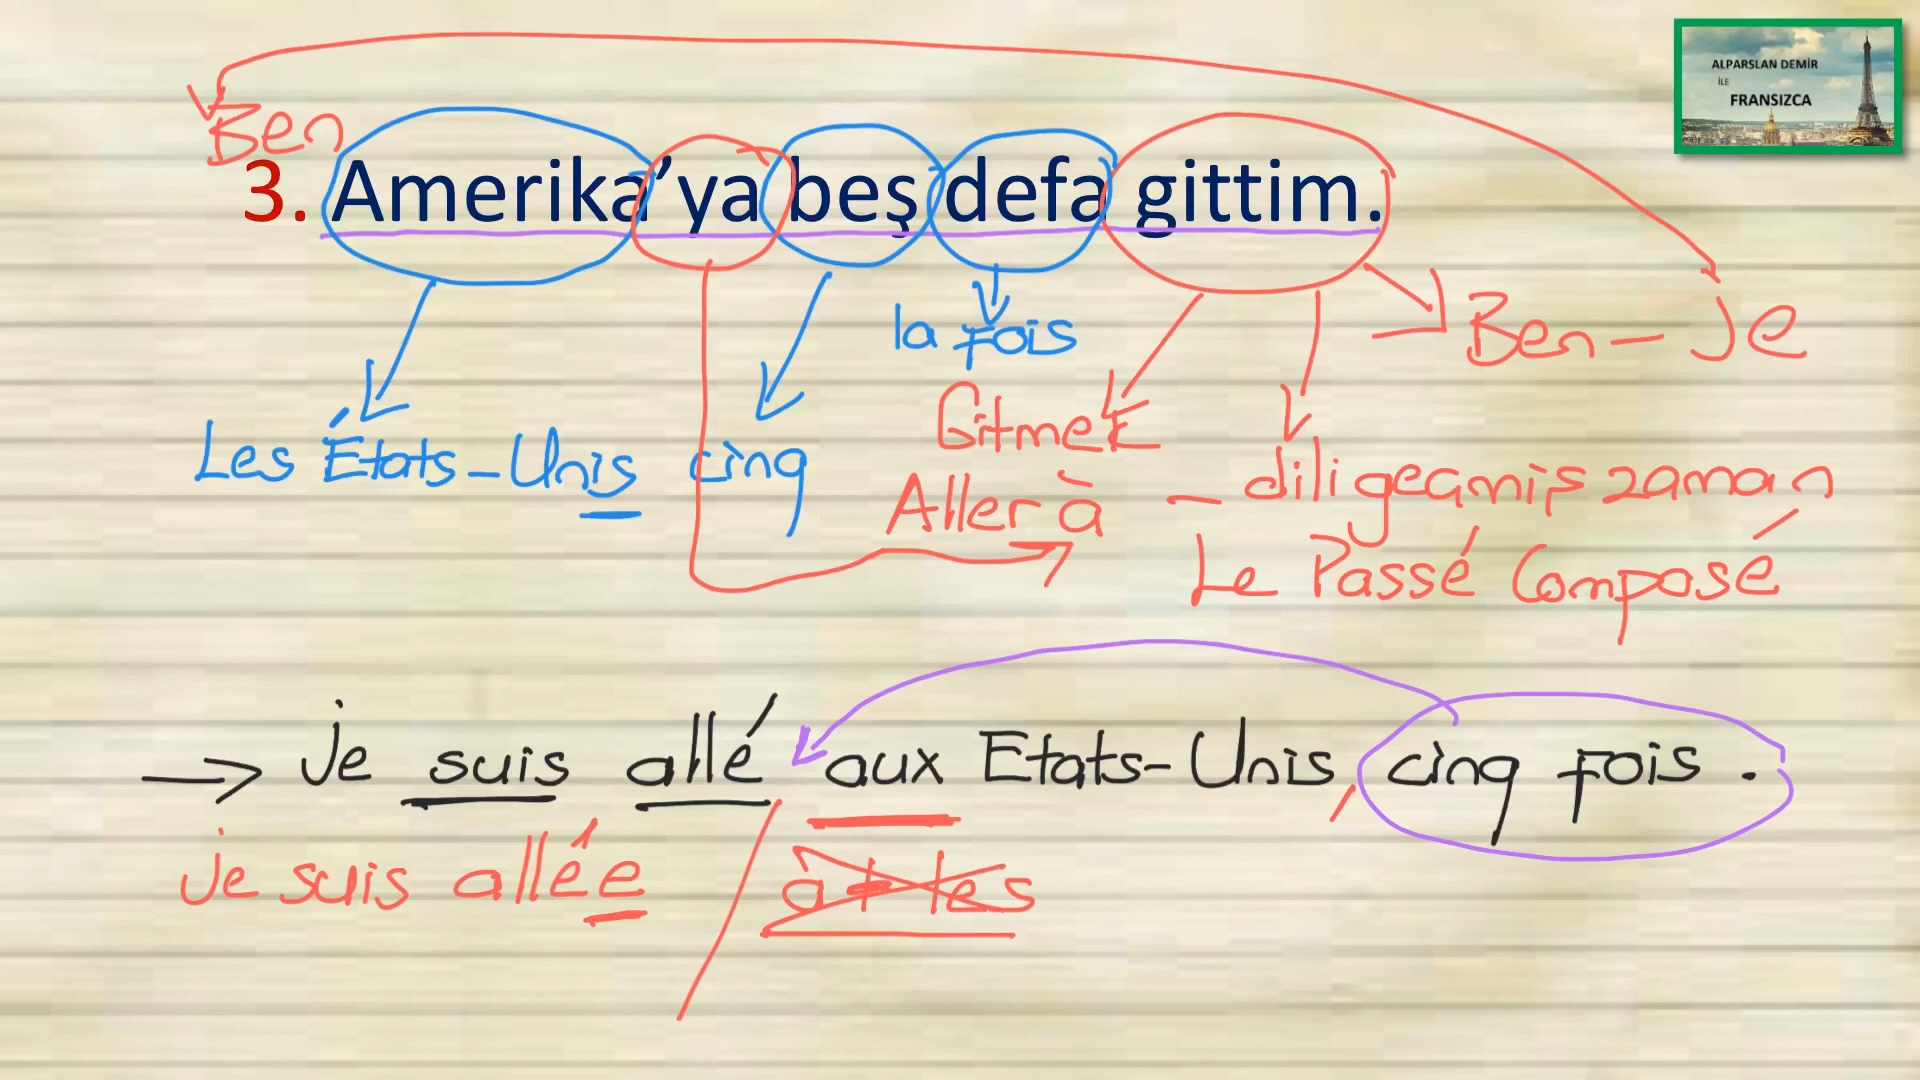 ALPARSLAN DEMİR
İLE
FRANSIZCA
Ben
3. Amerika'ya beş defa gittim.
la fois
Ben - Je
Gitmek
Les États-Unis cinq
Aller à - dili geçmiş zaman
Le Passé Composé
→ Je suis allé aux Etats-Unis, cinq fois.
Je suis allée / à + les